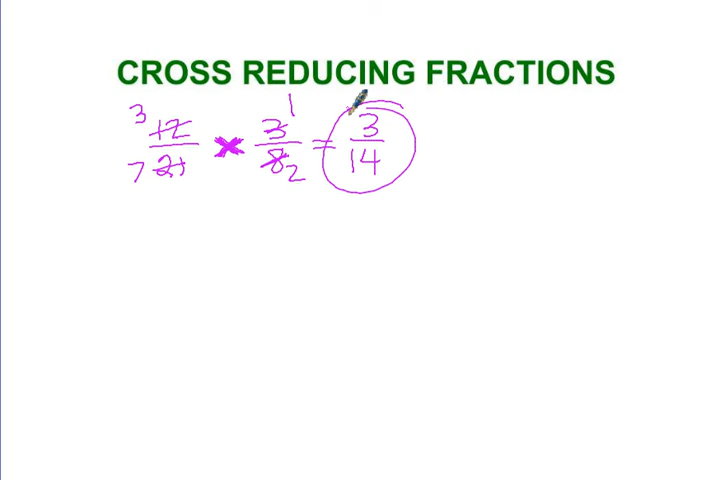 CROSS REDUCING FRACTIONS
3 12 3 1 3
— × — = —
7 21 8 2 14